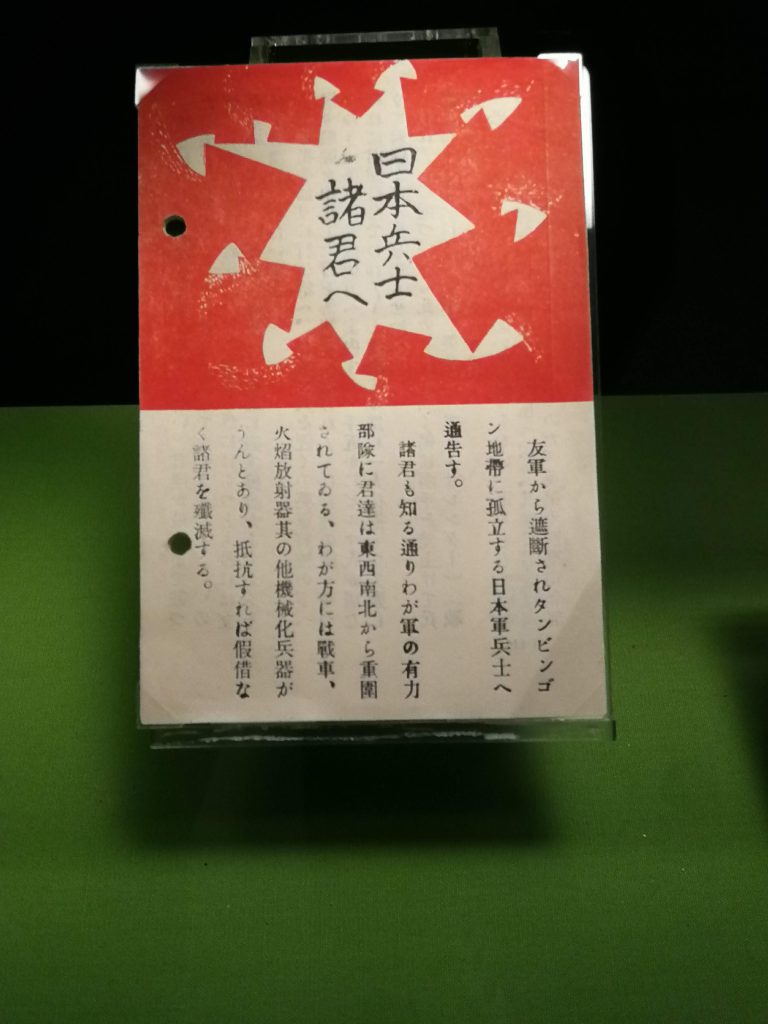 日本兵士
諸君へ
友軍から遮斷されタンビンゴ
ン地帶に孤立する日本軍兵士へ
通告す。
諸君も知る通りわが軍の有力
部隊に君達は東西南北から重圍
されてゐる、わが方には戰車、
火焰放射器其の他機械化兵器が
うんとあり、抵抗すれば假借な
く諸君を殲滅する。